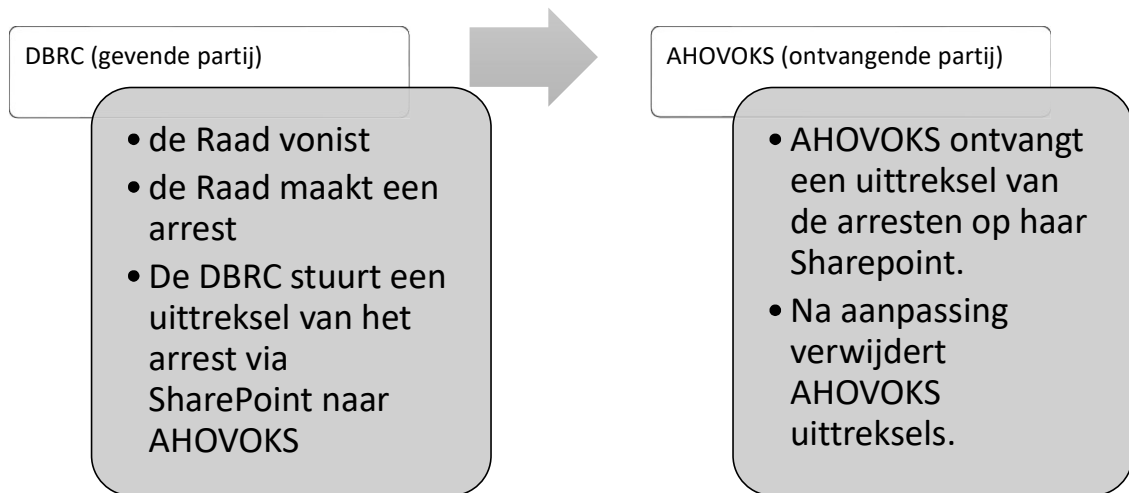 DBRC (gevende partij)
• de Raad vonist
• de Raad maakt een
arrest
• De DBRC stuurt een
uittreksel van het
arrest via
SharePoint naar
AHOVOKS
AHOVOKS (ontvangende partij)
• AHOVOKS ontvangt
een uittreksel van
de arresten op haar
Sharepoint.
• Na aanpassing
verwijdert
AHOVOKS
uittreksels.